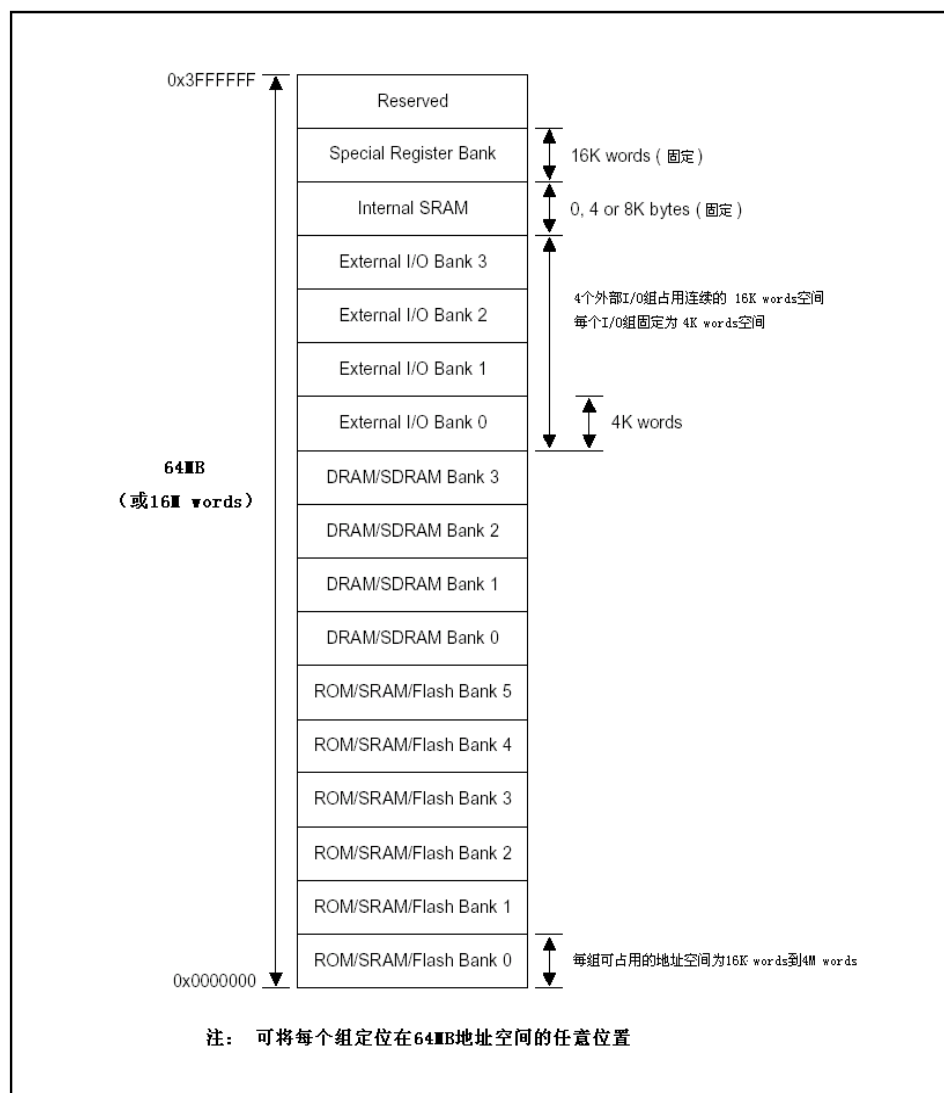 0x3FFFFFF
Reserved
Special Register Bank
16K words ( 固定 )
Internal SRAM
0, 4 or 8K bytes ( 固定 )
External I/O Bank 3
4个外部I/O组占用连续的 16K words空间
每个I/O组固定为 4K words空间
External I/O Bank 2
External I/O Bank 1
External I/O Bank 0
4K words
64MB
（或16M words）
DRAM/SDRAM Bank 3
DRAM/SDRAM Bank 2
DRAM/SDRAM Bank 1
DRAM/SDRAM Bank 0
ROM/SRAM/Flash Bank 5
ROM/SRAM/Flash Bank 4
ROM/SRAM/Flash Bank 3
ROM/SRAM/Flash Bank 2
ROM/SRAM/Flash Bank 1
ROM/SRAM/Flash Bank 0
每组可占用的地址空间为16K words到4M words
0x0000000
注： 可将每个组定位在64MB地址空间的任意位置